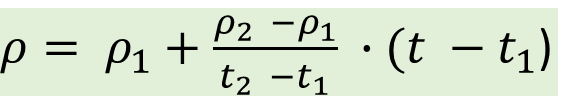 ρ = ρ₁ + (ρ₂ − ρ₁)/(t₂ − t₁) · (t − t₁)